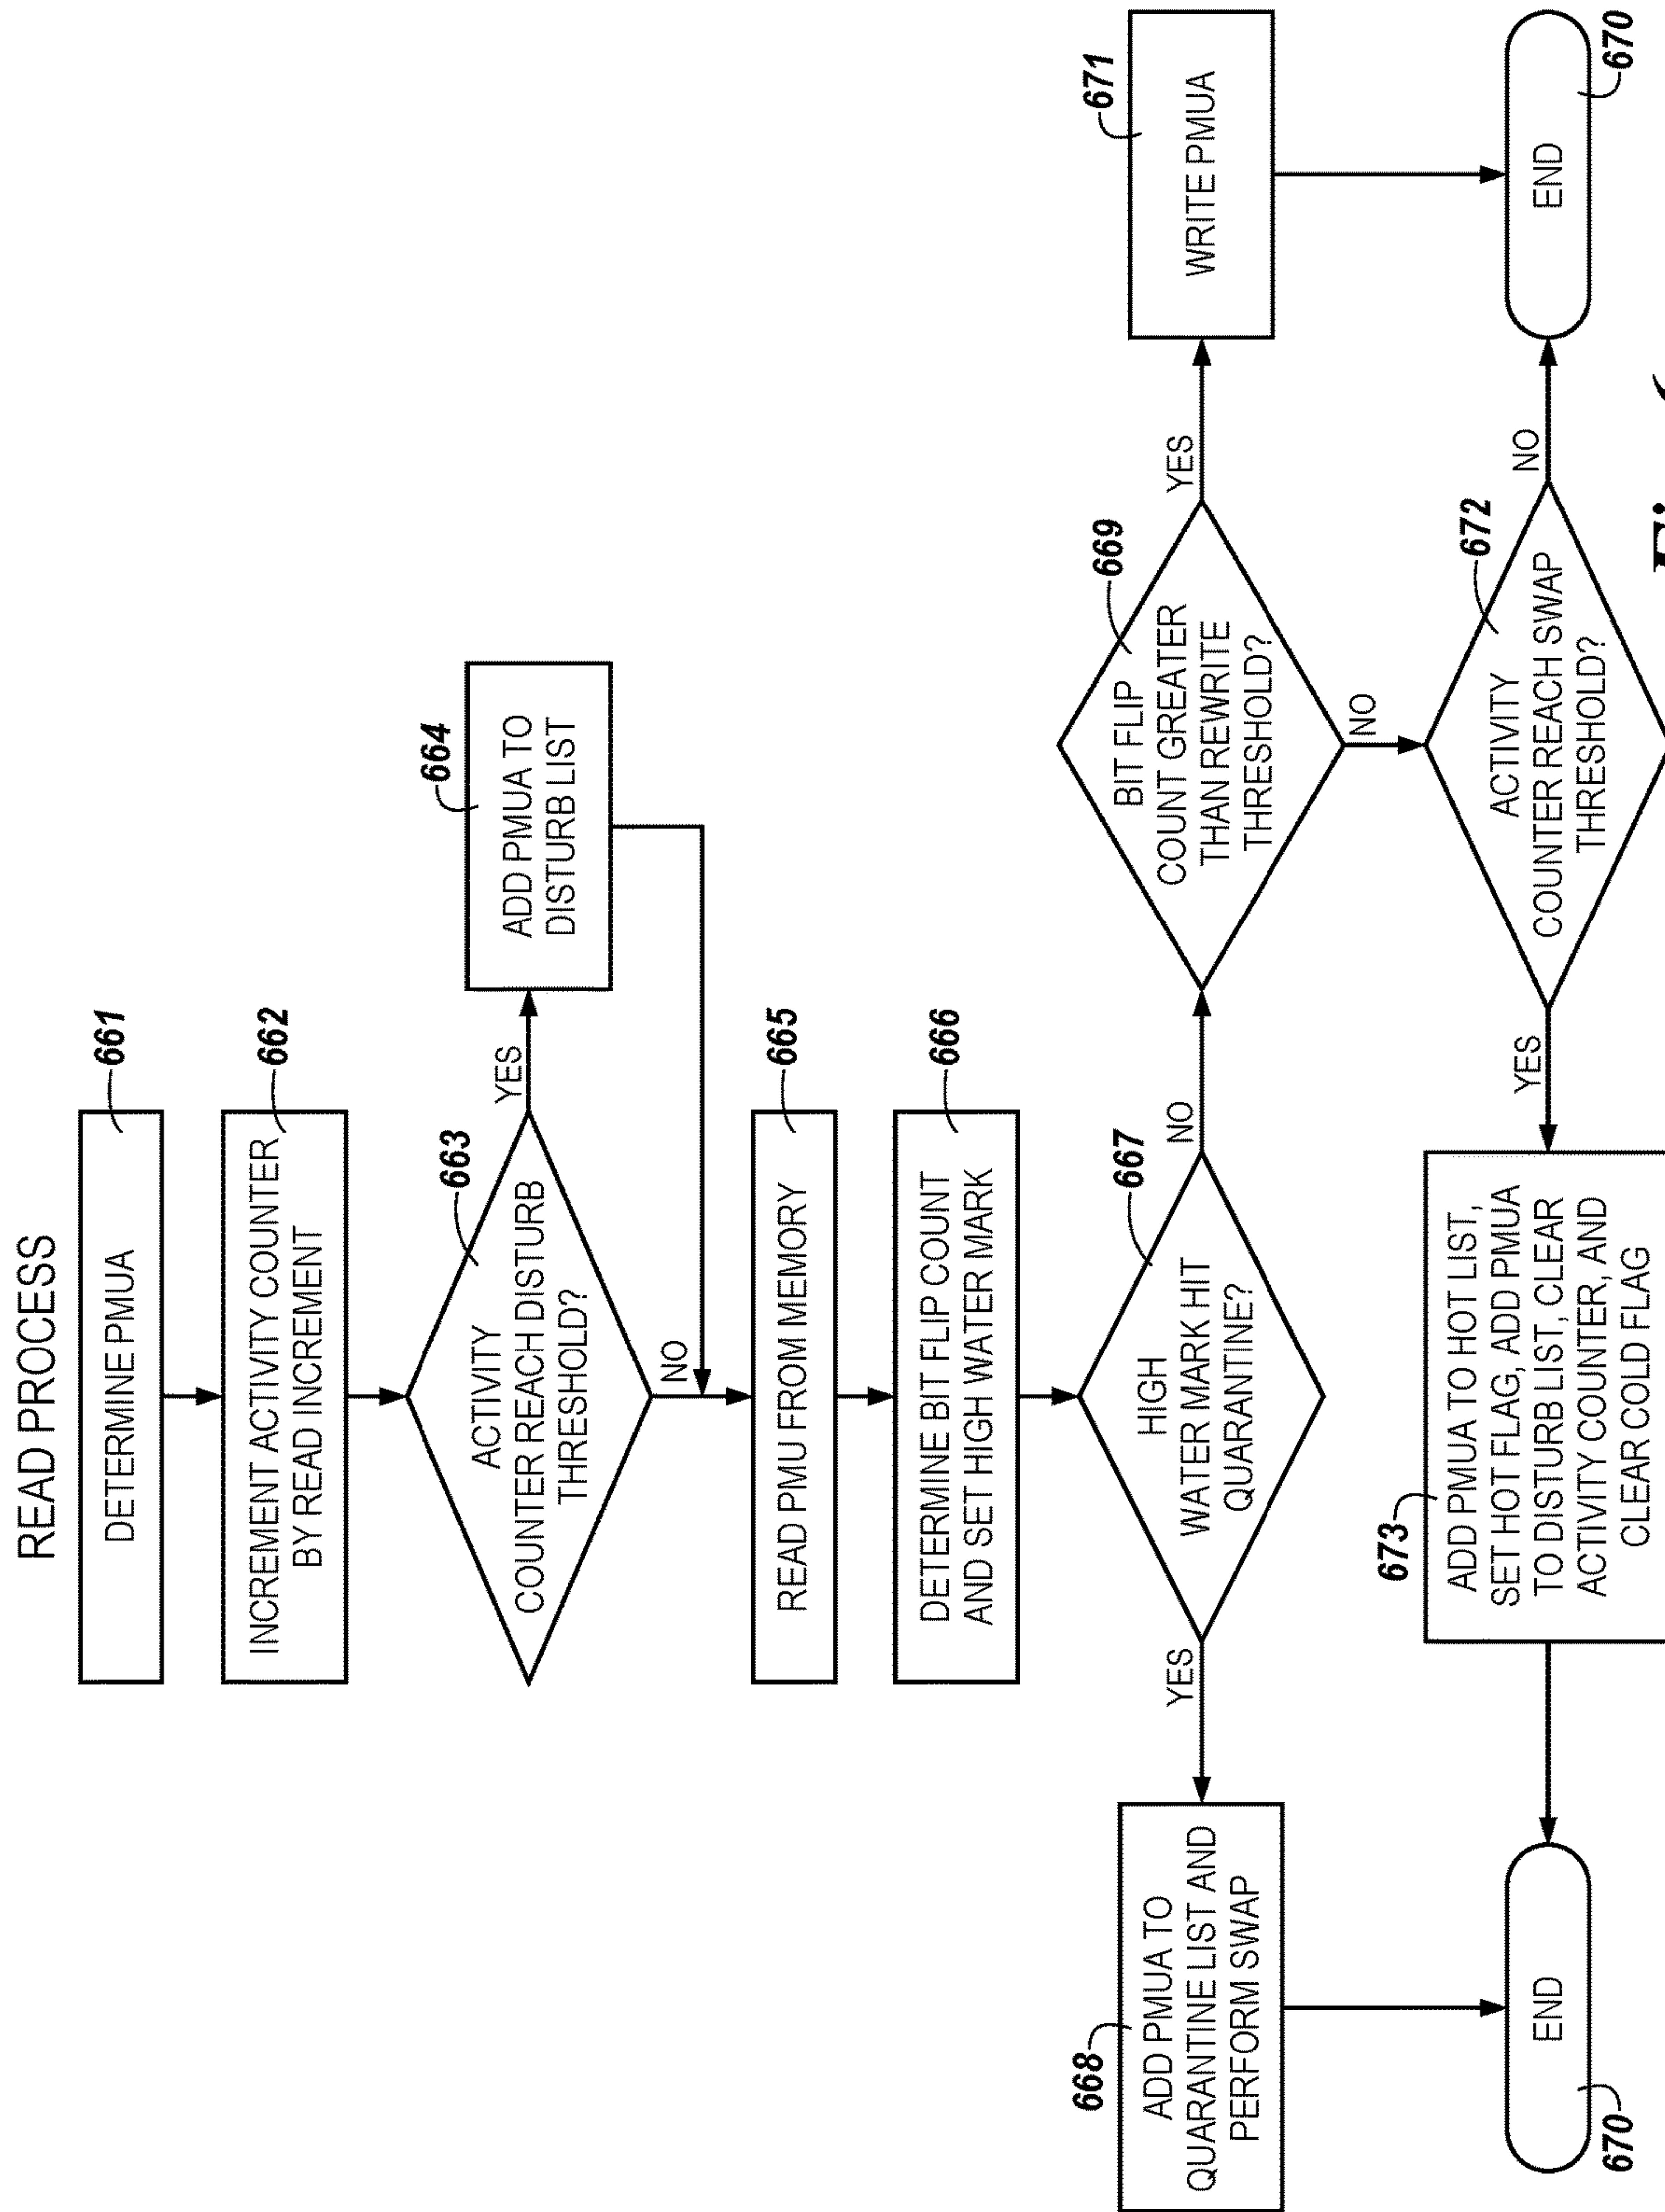 READ PROCESS
661
DETERMINE PMUA
662
INCREMENT ACTIVITY COUNTER
BY READ INCREMENT
663
ACTIVITY
COUNTER REACH DISTURB
THRESHOLD?
YES
NO
664
ADD PMUA TO
DISTURB LIST
665
READ PMU FROM MEMORY
666
DETERMINE BIT FLIP COUNT
AND SET HIGH WATER MARK
667
HIGH
WATER MARK HIT
QUARANTINE?
YES
NO
668
ADD PMUA TO
QUARANTINE LIST AND
PERFORM SWAP
669
BIT FLIP
COUNT GREATER
THAN REWRITE
THRESHOLD?
YES
NO
671
WRITE PMUA
672
ACTIVITY
COUNTER REACH SWAP
THRESHOLD?
YES
NO
673
ADD PMUA TO HOT LIST,
SET HOT FLAG, ADD PMUA
TO DISTURB LIST, CLEAR
ACTIVITY COUNTER, AND
CLEAR COLD FLAG
END
670
END
670